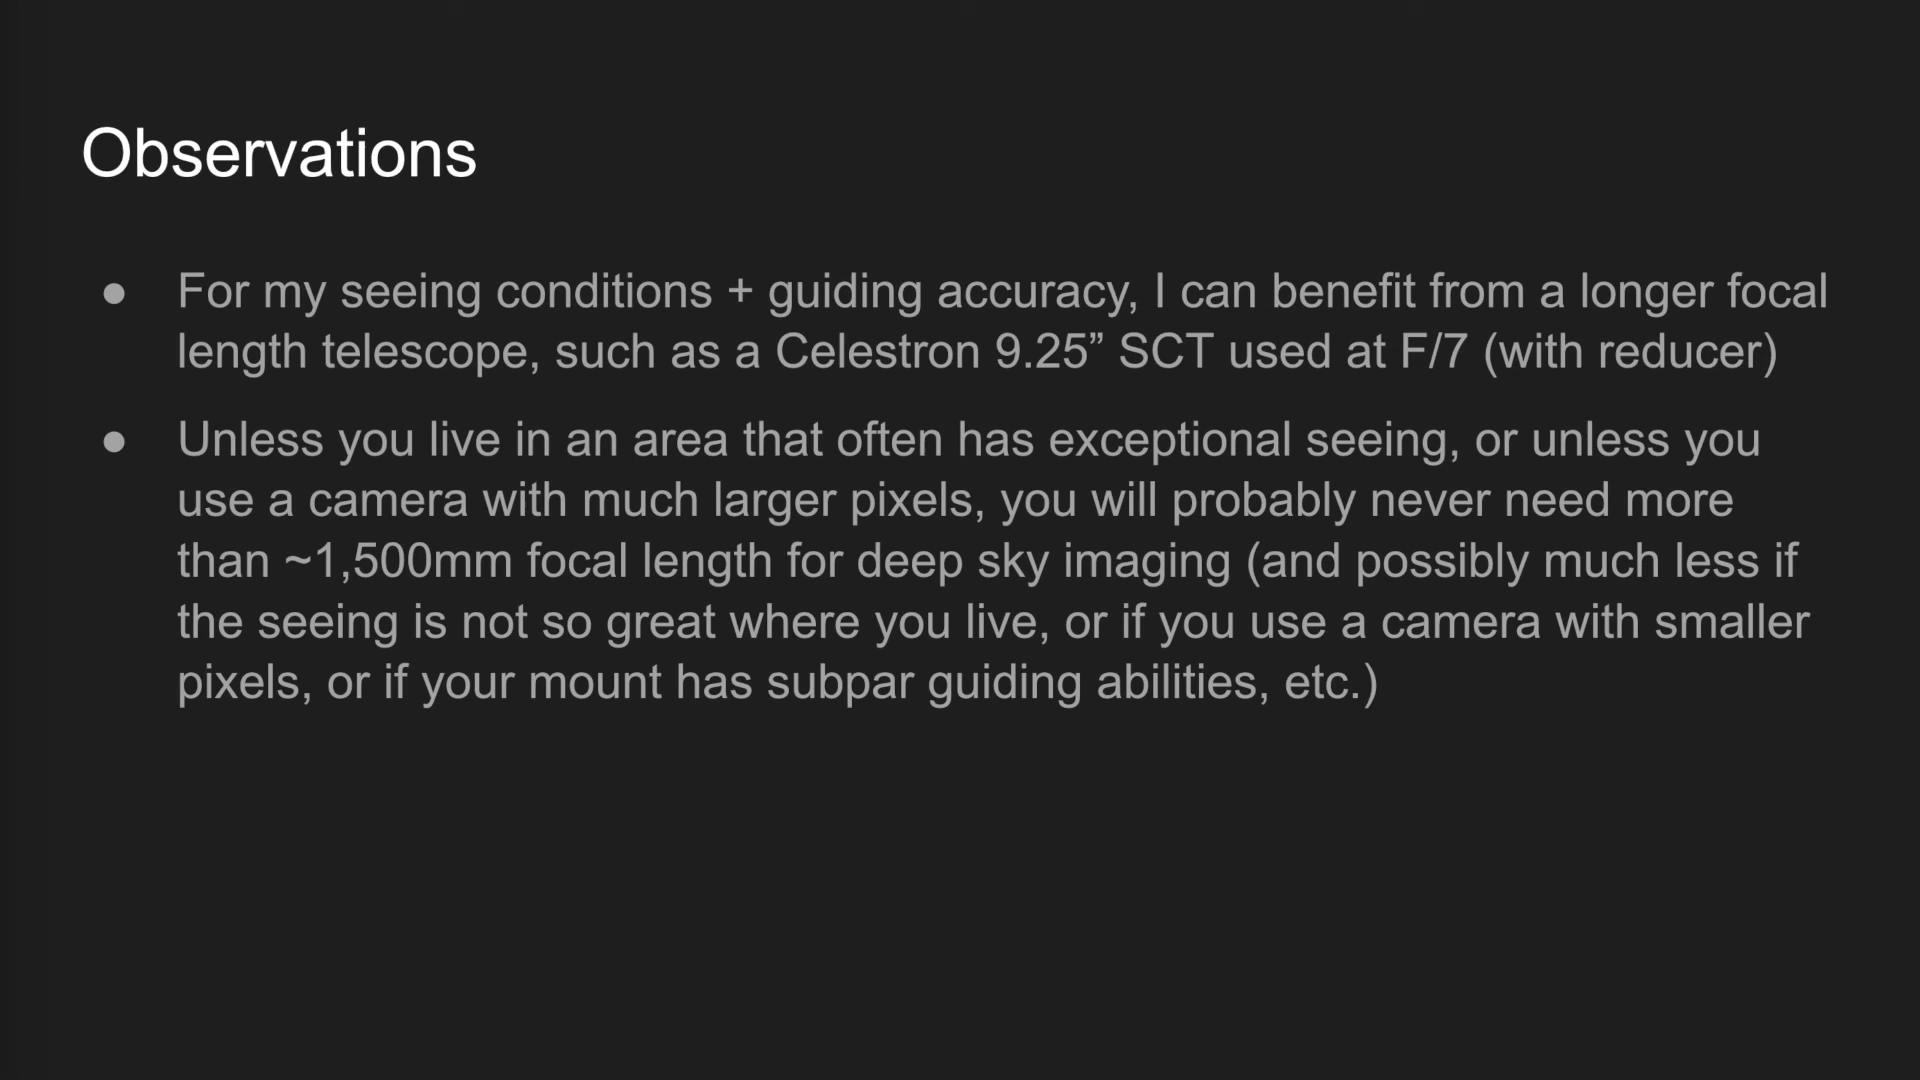 Observations
● For my seeing conditions + guiding accuracy, I can benefit from a longer focal
length telescope, such as a Celestron 9.25” SCT used at F/7 (with reducer)
● Unless you live in an area that often has exceptional seeing, or unless you
use a camera with much larger pixels, you will probably never need more
than ~1,500mm focal length for deep sky imaging (and possibly much less if
the seeing is not so great where you live, or if you use a camera with smaller
pixels, or if your mount has subpar guiding abilities, etc.)